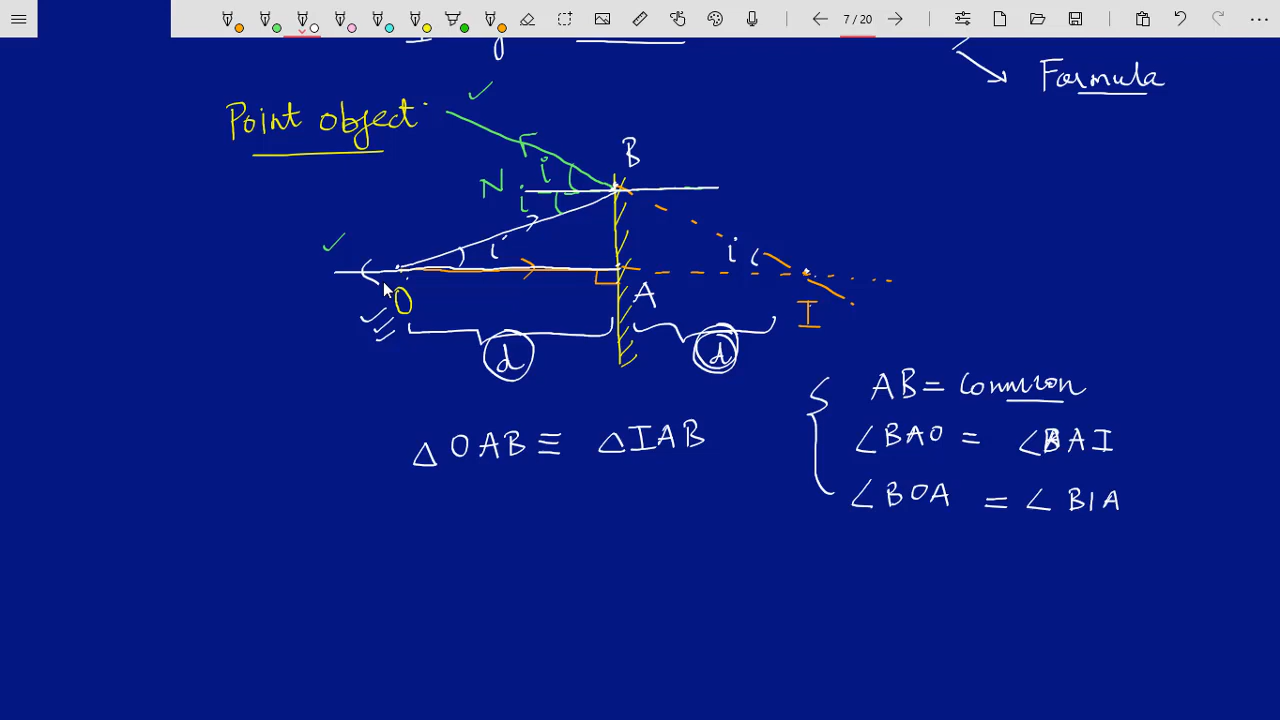 7 / 20
Formula
Point object
B
i
N
i
i
i
O
A
I
d
d
AB = common
△ OAB ≡ △ IAB
∠BAO = ∠BAI
∠BOA = ∠BIA